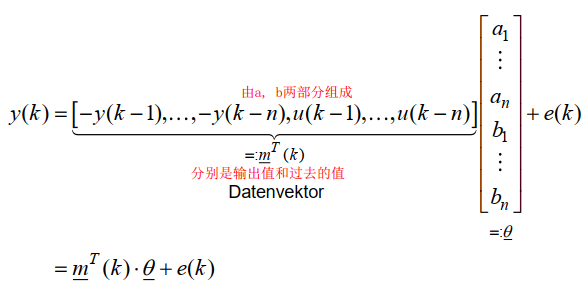 由a, b两部分组成
y(k) = [−y(k−1),…,−y(k−n),u(k−1),…,u(k−n)] [a₁ ⋮ aₙ b₁ ⋮ bₙ] + e(k)
=:m̲ᵀ(k)
分别是输出值和过去的值
Datenvektor
=:θ̲
= m̲ᵀ(k)·θ̲ + e(k)